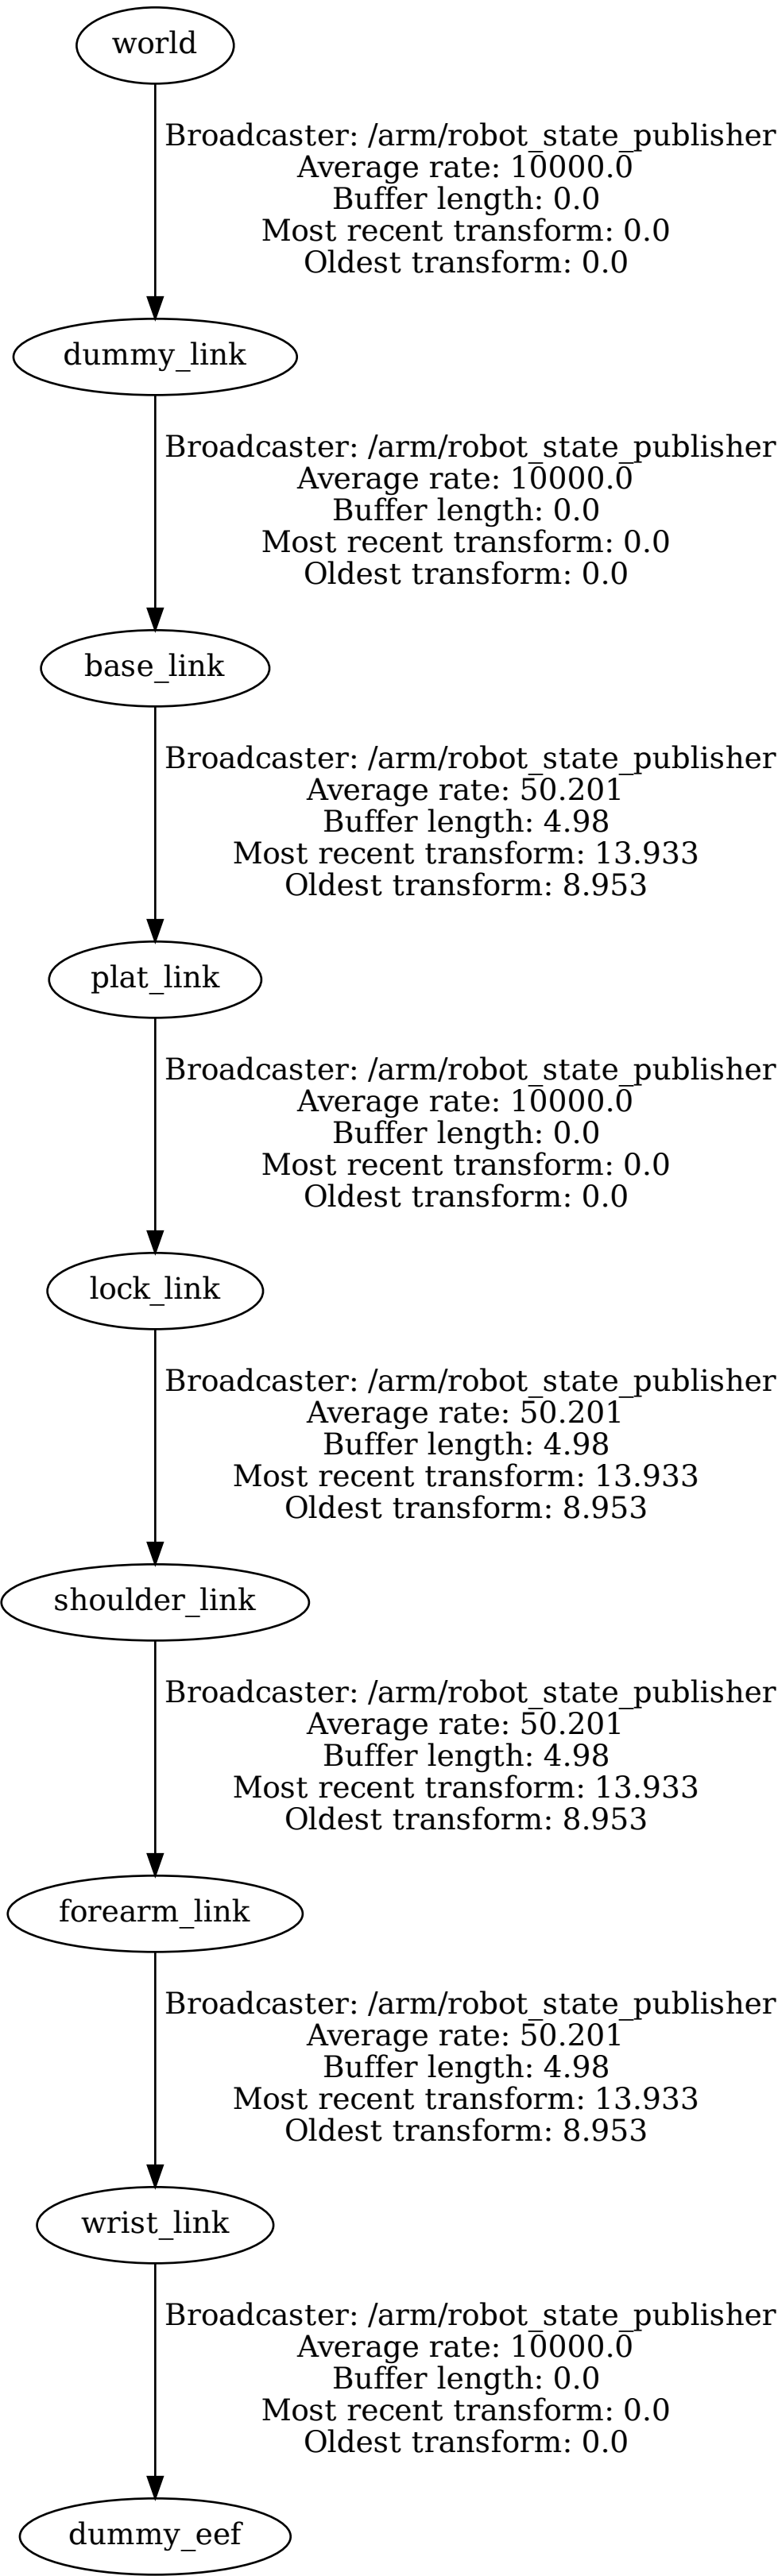 world
Broadcaster: /arm/robot_state_publisher
Average rate: 10000.0
Buffer length: 0.0
Most recent transform: 0.0
Oldest transform: 0.0
dummy_link
Broadcaster: /arm/robot_state_publisher
Average rate: 10000.0
Buffer length: 0.0
Most recent transform: 0.0
Oldest transform: 0.0
base_link
Broadcaster: /arm/robot_state_publisher
Average rate: 50.201
Buffer length: 4.98
Most recent transform: 13.933
Oldest transform: 8.953
plat_link
Broadcaster: /arm/robot_state_publisher
Average rate: 10000.0
Buffer length: 0.0
Most recent transform: 0.0
Oldest transform: 0.0
lock_link
Broadcaster: /arm/robot_state_publisher
Average rate: 50.201
Buffer length: 4.98
Most recent transform: 13.933
Oldest transform: 8.953
shoulder_link
Broadcaster: /arm/robot_state_publisher
Average rate: 50.201
Buffer length: 4.98
Most recent transform: 13.933
Oldest transform: 8.953
forearm_link
Broadcaster: /arm/robot_state_publisher
Average rate: 50.201
Buffer length: 4.98
Most recent transform: 13.933
Oldest transform: 8.953
wrist_link
Broadcaster: /arm/robot_state_publisher
Average rate: 10000.0
Buffer length: 0.0
Most recent transform: 0.0
Oldest transform: 0.0
dummy_eef